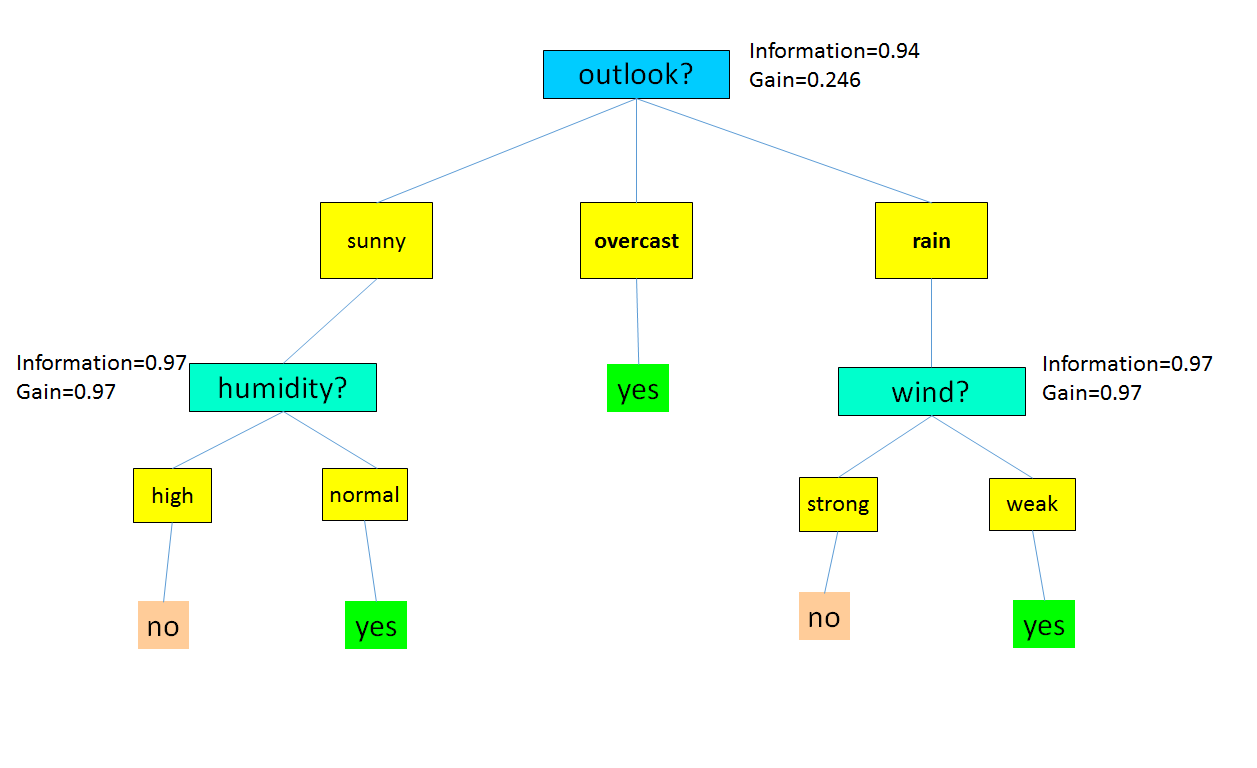 outlook?
Information=0.94
Gain=0.246
sunny
overcast
rain
Information=0.97
Gain=0.97
humidity?
yes
wind?
Information=0.97
Gain=0.97
high
normal
strong
weak
no
yes
no
yes